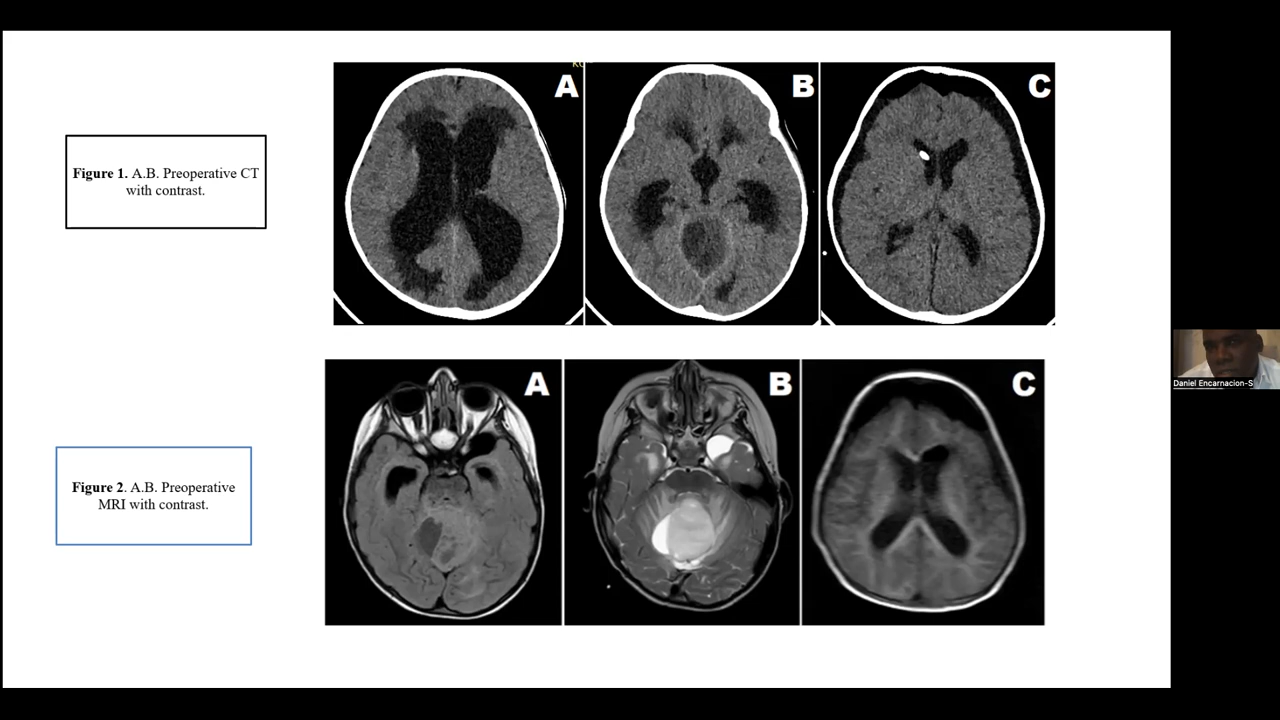 A
B
C
Figure 1. A.B. Preoperative CT
with contrast.
A
B
C
Figure 2. A.B. Preoperative
MRI with contrast.
Daniel Encarnacion-S